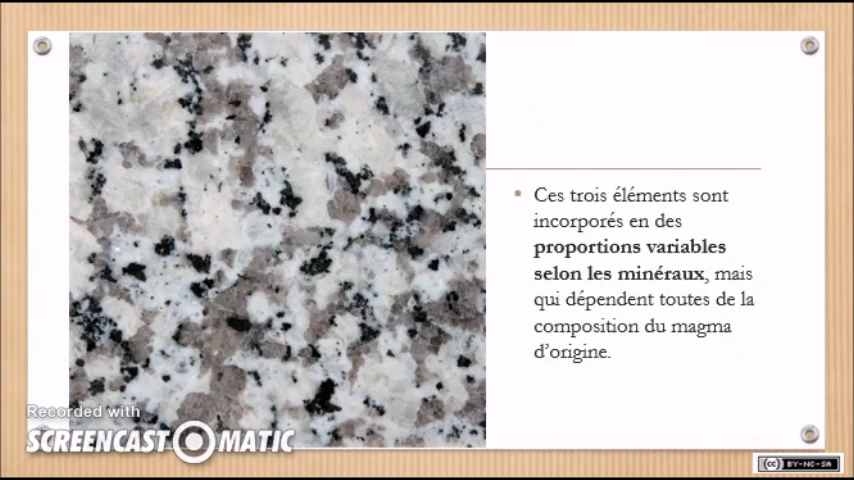 Ces trois éléments sont
incorporés en des
proportions variables
selon les minéraux, mais
qui dépendent toutes de la
composition du magma
d'origine.
Recorded with
SCREENCAST O MATIC
cc BY-NC-SA